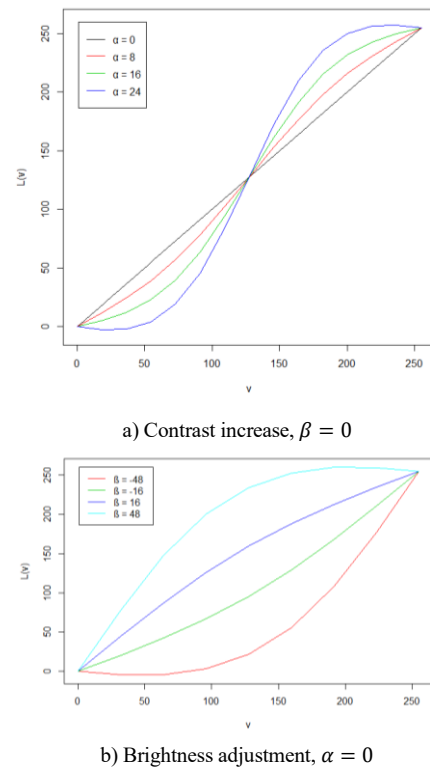 α = 0
α = 8
α = 16
α = 24
250
200
150
100
50
0
L(v)
0 50 100 150 200 250
v
a) Contrast increase, β = 0
ß = -48
ß = -16
ß = 16
ß = 48
250
200
150
100
50
0
L(v)
0 50 100 150 200 250
v
b) Brightness adjustment, α = 0